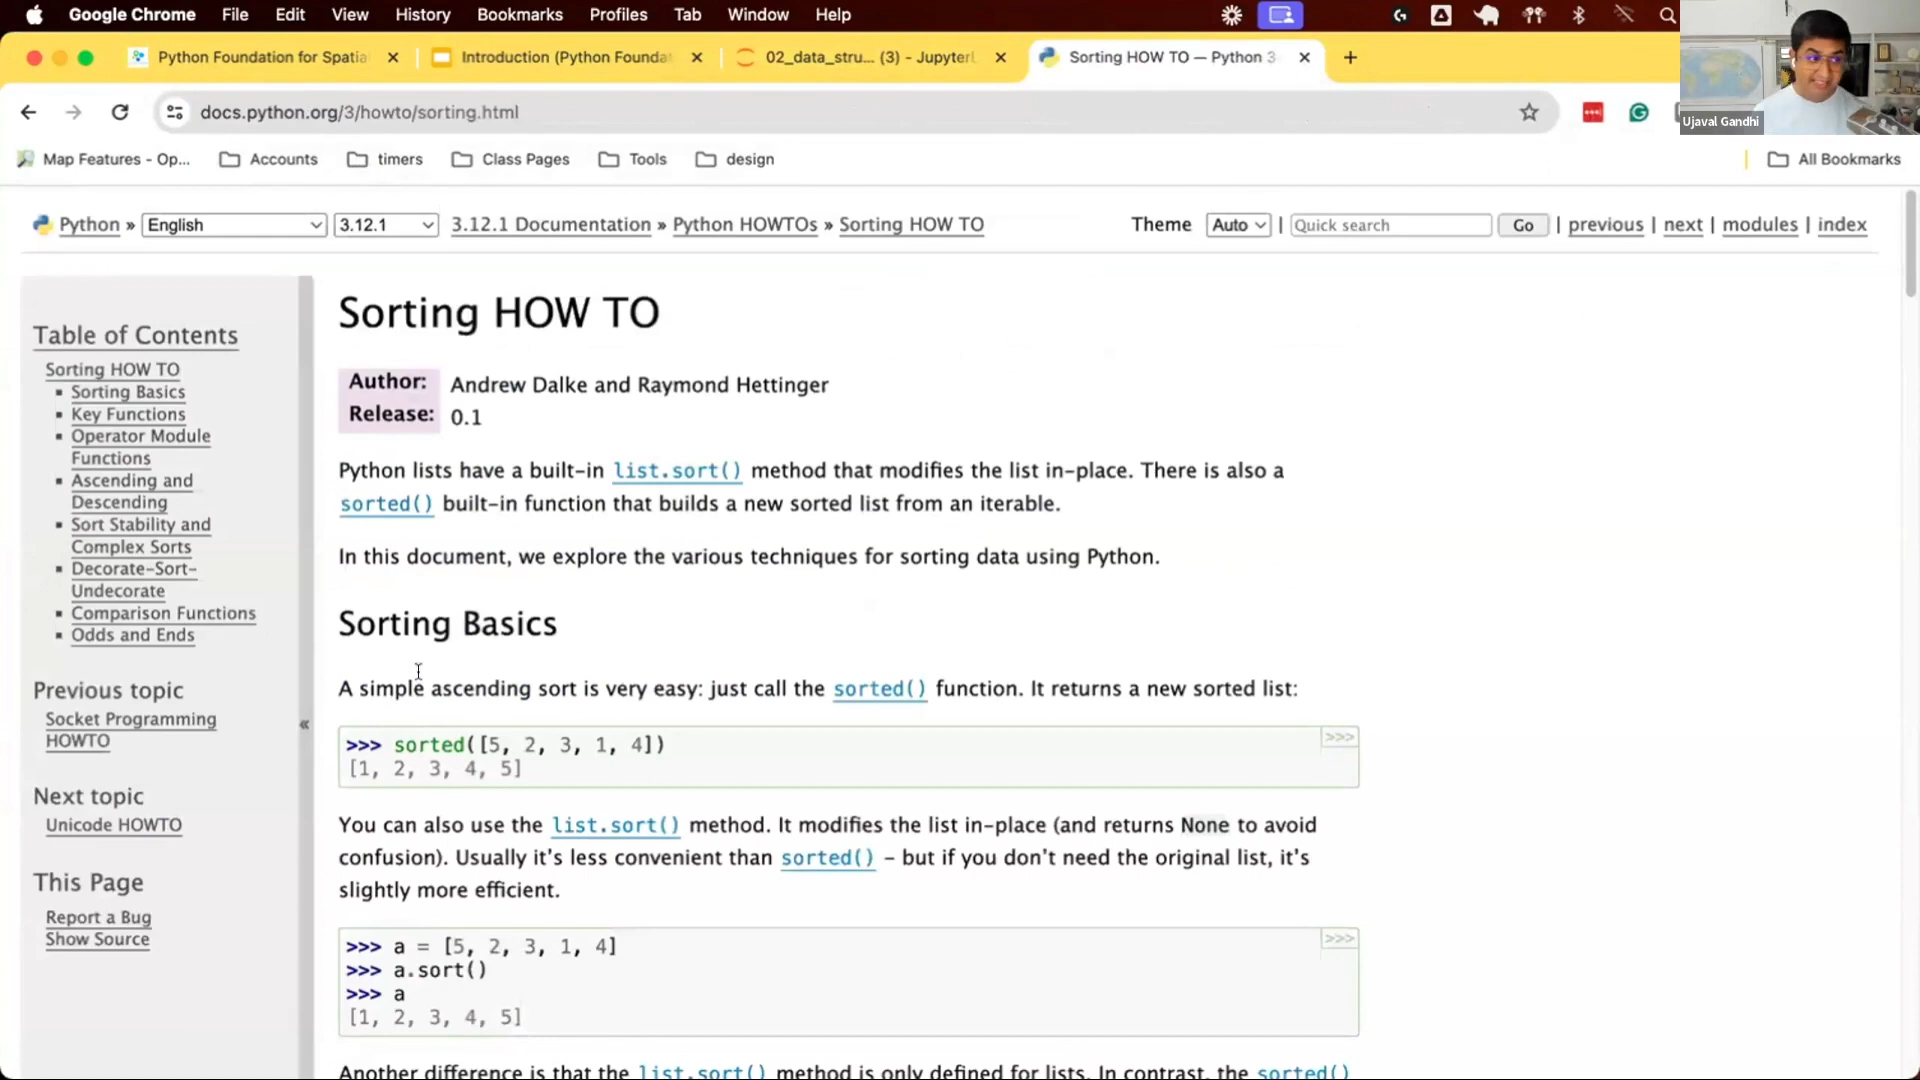 Google Chrome File Edit View History Bookmarks Profiles Tab Window Help
Python Foundation for Spatia
Introduction (Python Founda
02_data_stru... (3) - Jupyterl
Sorting HOW TO — Python 3
docs.python.org/3/howto/sorting.html
Ujaval Gandhi
Map Features - Op... Accounts timers Class Pages Tools design All Bookmarks
Python » English 3.12.1 3.12.1 Documentation » Python HOWTOs » Sorting HOW TO Theme Auto | Quick search Go | previous | next | modules | index
Table of Contents
Sorting HOW TO
Sorting Basics
Key Functions
Operator Module
Functions
Ascending and
Descending
Sort Stability and
Complex Sorts
Decorate-Sort-
Undecorate
Comparison Functions
Odds and Ends
Previous topic
Socket Programming
HOWTO
Next topic
Unicode HOWTO
This Page
Report a Bug
Show Source
«
Sorting HOW TO
Author: Andrew Dalke and Raymond Hettinger
Release: 0.1
Python lists have a built-in list.sort() method that modifies the list in-place. There is also a
sorted() built-in function that builds a new sorted list from an iterable.
In this document, we explore the various techniques for sorting data using Python.
Sorting Basics
A simple ascending sort is very easy: just call the sorted() function. It returns a new sorted list:
>>>
>>> sorted([5, 2, 3, 1, 4])
[1, 2, 3, 4, 5]
You can also use the list.sort() method. It modifies the list in-place (and returns None to avoid
confusion). Usually it's less convenient than sorted() – but if you don't need the original list, it's
slightly more efficient.
>>>
>>> a = [5, 2, 3, 1, 4]
>>> a.sort()
>>> a
[1, 2, 3, 4, 5]
Another difference is that the list.sort() method is only defined for lists. In contrast, the sorted()